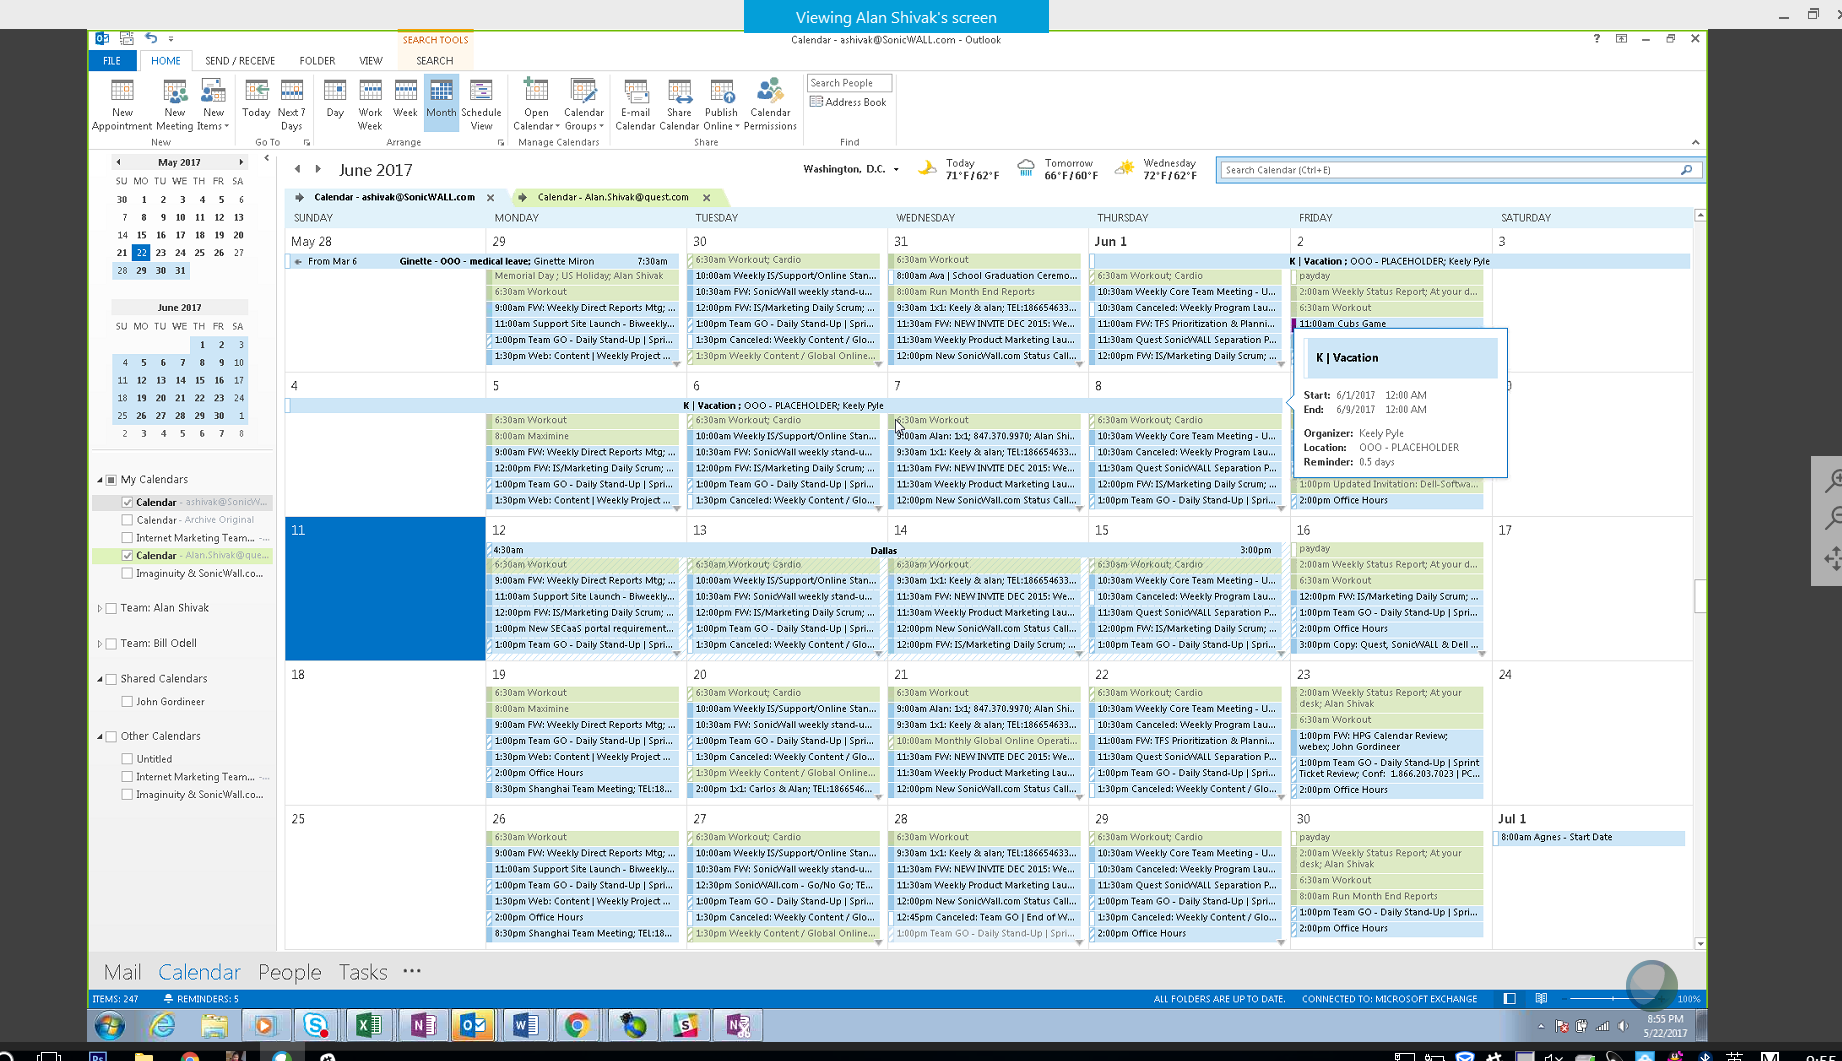 Viewing Alan Shivak's screen
Calendar - ashivak@SonicWALL.com - Outlook
SEARCH TOOLS
FILE HOME SEND / RECEIVE FOLDER VIEW SEARCH
New Appointment
New Meeting
New Items
Today
Next 7 Days
Day
Work Week
Week
Month
Schedule View
Open Calendar
Calendar Groups
E-mail Calendar
Share Calendar
Publish Online
Calendar Permissions
Search People
Address Book
New Go To Arrange Manage Calendars Share Find
May 2017
SU MO TU WE TH FR SA
30 1 2 3 4 5 6
7 8 9 10 11 12 13
14 15 16 17 18 19 20
21 22 23 24 25 26 27
28 29 30 31
June 2017
SU MO TU WE TH FR SA
1 2 3
4 5 6 7 8 9 10
11 12 13 14 15 16 17
18 19 20 21 22 23 24
25 26 27 28 29 30 1
2 3 4 5 6 7 8
My Calendars
Calendar - ashivak@SonicW...
Calendar - Archive Original
Internet Marketing Team... -...
Calendar - Alan.Shivak@que...
Imaginuity & SonicWall.co...
Team: Alan Shivak
Team: Bill Odell
Shared Calendars
John Gordineer
Other Calendars
Untitled
Internet Marketing Team... -...
Imaginuity & SonicWall.co...
June 2017
Washington, D.C.
Today
71°F/62°F
Tomorrow
66°F/60°F
Wednesday
72°F/62°F
Search Calendar (Ctrl+E)
Calendar - ashivak@SonicWALL.com
Calendar - Alan.Shivak@quest.com
SUNDAY MONDAY TUESDAY WEDNESDAY THURSDAY FRIDAY SATURDAY
May 28 29 30 31 Jun 1 2 3
From Mar 6 Ginette - OOO - medical leave; Ginette Miron 7:30am
Memorial Day ; US Holiday; Alan Shivak
6:30am Workout
9:00am FW: Weekly Direct Reports Mtg; ...
11:00am Support Site Launch - Biweekly...
1:00pm Team GO - Daily Stand-Up | Spri...
1:30pm Web: Content | Weekly Project ...
6:30am Workout; Cardio
10:00am Weekly IS/Support/Online Stan...
10:30am FW: SonicWall weekly stand-u...
12:00pm FW: IS/Marketing Daily Scrum; ...
1:00pm Team GO - Daily Stand-Up | Spri...
1:30pm Canceled: Weekly Content / Glo...
1:30pm Weekly Content / Global Online...
6:30am Workout
8:00am Ava | School Graduation Ceremo...
8:00am Run Month End Reports
9:30am 1x1: Keely & alan; TEL:186654633...
11:30am FW: NEW INVITE DEC 2015: We...
11:30am Weekly Product Marketing Lau...
12:00pm New SonicWall.com Status Call...
K | Vacation ; OOO - PLACEHOLDER; Keely Pyle
6:30am Workout; Cardio
10:30am Weekly Core Team Meeting - U...
10:30am Canceled: Weekly Program Lau...
11:00am FW: TFS Prioritization & Planni...
11:30am Quest SonicWALL Separation P...
12:00pm FW: IS/Marketing Daily Scrum; ...
payday
2:00am Weekly Status Report; At your d...
6:30am Workout
11:00am Cubs Game
K | Vacation
Start: 6/1/2017 12:00 AM
End: 6/9/2017 12:00 AM
Organizer: Keely Pyle
Location: OOO - PLACEHOLDER
Reminder: 0.5 days
4 5 6 7 8
K | Vacation ; OOO - PLACEHOLDER; Keely Pyle
6:30am Workout
8:00am Maximine
9:00am FW: Weekly Direct Reports Mtg; ...
12:00pm FW: IS/Marketing Daily Scrum; ...
1:00pm Team GO - Daily Stand-Up | Spri...
1:30pm Web: Content | Weekly Project ...
6:30am Workout; Cardio
10:00am Weekly IS/Support/Online Stan...
10:30am FW: SonicWall weekly stand-u...
12:00pm FW: IS/Marketing Daily Scrum; ...
1:00pm Team GO - Daily Stand-Up | Spri...
1:30pm Canceled: Weekly Content / Glo...
6:30am Workout
9:00am Alan: 1x1; 847.370.9970; Alan Shi...
9:30am 1x1: Keely & alan; TEL:186654633...
11:30am FW: NEW INVITE DEC 2015: We...
11:30am Weekly Product Marketing Lau...
12:00pm New SonicWall.com Status Call...
6:30am Workout; Cardio
10:30am Weekly Core Team Meeting - U...
10:30am Canceled: Weekly Program Lau...
11:30am Quest SonicWALL Separation P...
12:00pm FW: IS/Marketing Daily Scrum; ...
1:00pm Team GO - Daily Stand-Up | Spri...
1:00pm Updated Invitation: Dell-Softwa...
2:00pm Office Hours
11 12 13 14 15 16 17
4:30am Dallas 3:00pm
6:30am Workout
9:00am FW: Weekly Direct Reports Mtg; ...
11:00am Support Site Launch - Biweekly...
12:00pm FW: IS/Marketing Daily Scrum; ...
1:00pm New SECaaS portal requirement...
1:00pm Team GO - Daily Stand-Up | Spri...
6:30am Workout; Cardio
10:00am Weekly IS/Support/Online Stan...
10:30am FW: SonicWall weekly stand-u...
12:00pm FW: IS/Marketing Daily Scrum; ...
1:00pm Team GO - Daily Stand-Up | Spri...
1:30pm Canceled: Weekly Content / Glo...
6:30am Workout
9:30am 1x1: Keely & alan; TEL:186654633...
11:30am FW: NEW INVITE DEC 2015: We...
11:30am Weekly Product Marketing Lau...
12:00pm New SonicWall.com Status Call...
12:00pm FW: IS/Marketing Daily Scrum; ...
6:30am Workout; Cardio
10:30am Weekly Core Team Meeting - U...
10:30am Canceled: Weekly Program Lau...
11:30am Quest SonicWALL Separation P...
12:00pm FW: IS/Marketing Daily Scrum; ...
1:00pm Team GO - Daily Stand-Up | Spri...
payday
2:00am Weekly Status Report; At your d...
6:30am Workout
12:00pm FW: IS/Marketing Daily Scrum; ...
1:00pm Team GO - Daily Stand-Up | Spri...
2:00pm Office Hours
3:00pm Copy: Quest, SonicWALL & Dell ...
18 19 20 21 22 23 24
6:30am Workout
8:00am Maximine
9:00am FW: Weekly Direct Reports Mtg; ...
1:00pm Team GO - Daily Stand-Up | Spri...
1:30pm Web: Content | Weekly Project ...
2:00pm Office Hours
8:30pm Shanghai Team Meeting; TEL:18...
6:30am Workout; Cardio
10:00am Weekly IS/Support/Online Stan...
10:30am FW: SonicWall weekly stand-u...
1:00pm Team GO - Daily Stand-Up | Spri...
1:30pm Canceled: Weekly Content / Glo...
1:30pm Weekly Content / Global Online...
2:00pm 1x1: Carlos & Alan; TEL:1866546...
6:30am Workout
9:00am Alan: 1x1; 847.370.9970; Alan Shi...
9:30am 1x1: Keely & alan; TEL:186654633...
10:00am Monthly Global Online Operati...
11:30am FW: NEW INVITE DEC 2015: We...
11:30am Weekly Product Marketing Lau...
12:00pm New SonicWall.com Status Call...
6:30am Workout; Cardio
10:30am Weekly Core Team Meeting - U...
10:30am Canceled: Weekly Program Lau...
11:00am FW: TFS Prioritization & Planni...
11:30am Quest SonicWALL Separation P...
1:00pm Team GO - Daily Stand-Up | Spri...
1:30pm Canceled: Weekly Content / Glo...
2:00am Weekly Status Report; At your
desk; Alan Shivak
6:30am Workout
1:00pm FW: HPG Calendar Review;
webex; John Gordineer
1:00pm Team GO - Daily Stand-Up | Sprint
Ticket Review; Conf: 1.866.203.7023 | PC...
2:00pm Office Hours
25 26 27 28 29 30 Jul 1
6:30am Workout
9:00am FW: Weekly Direct Reports Mtg; ...
11:00am Support Site Launch - Biweekly...
1:00pm Team GO - Daily Stand-Up | Spri...
1:30pm Web: Content | Weekly Project ...
2:00pm Office Hours
8:30pm Shanghai Team Meeting; TEL:18...
6:30am Workout; Cardio
10:00am Weekly IS/Support/Online Stan...
10:30am FW: SonicWall weekly stand-u...
12:30pm SonicWALL.com - Go/No Go; TE...
1:00pm Team GO - Daily Stand-Up | Spri...
1:30pm Canceled: Weekly Content / Glo...
1:30pm Weekly Content / Global Online...
6:30am Workout
9:30am 1x1: Keely & alan; TEL:186654633...
11:30am FW: NEW INVITE DEC 2015: We...
11:30am Weekly Product Marketing Lau...
12:00pm New SonicWall.com Status Call...
12:45pm Canceled: Team GO | End of W...
1:00pm Team GO - Daily Stand-Up | Spri...
6:30am Workout; Cardio
10:30am Weekly Core Team Meeting - U...
10:30am Canceled: Weekly Program Lau...
11:30am Quest SonicWALL Separation P...
1:00pm Team GO - Daily Stand-Up | Spri...
1:30pm Canceled: Weekly Content / Glo...
2:00pm Office Hours
payday
2:00am Weekly Status Report; At your
desk; Alan Shivak
6:30am Workout
8:00am Run Month End Reports
1:00pm Team GO - Daily Stand-Up | Spri...
2:00pm Office Hours
8:00am Agnes - Start Date
Mail Calendar People Tasks ...
ITEMS: 247 REMINDERS: 5 ALL FOLDERS ARE UP TO DATE. CONNECTED TO: MICROSOFT EXCHANGE 100%
8:55 PM
5/22/2017